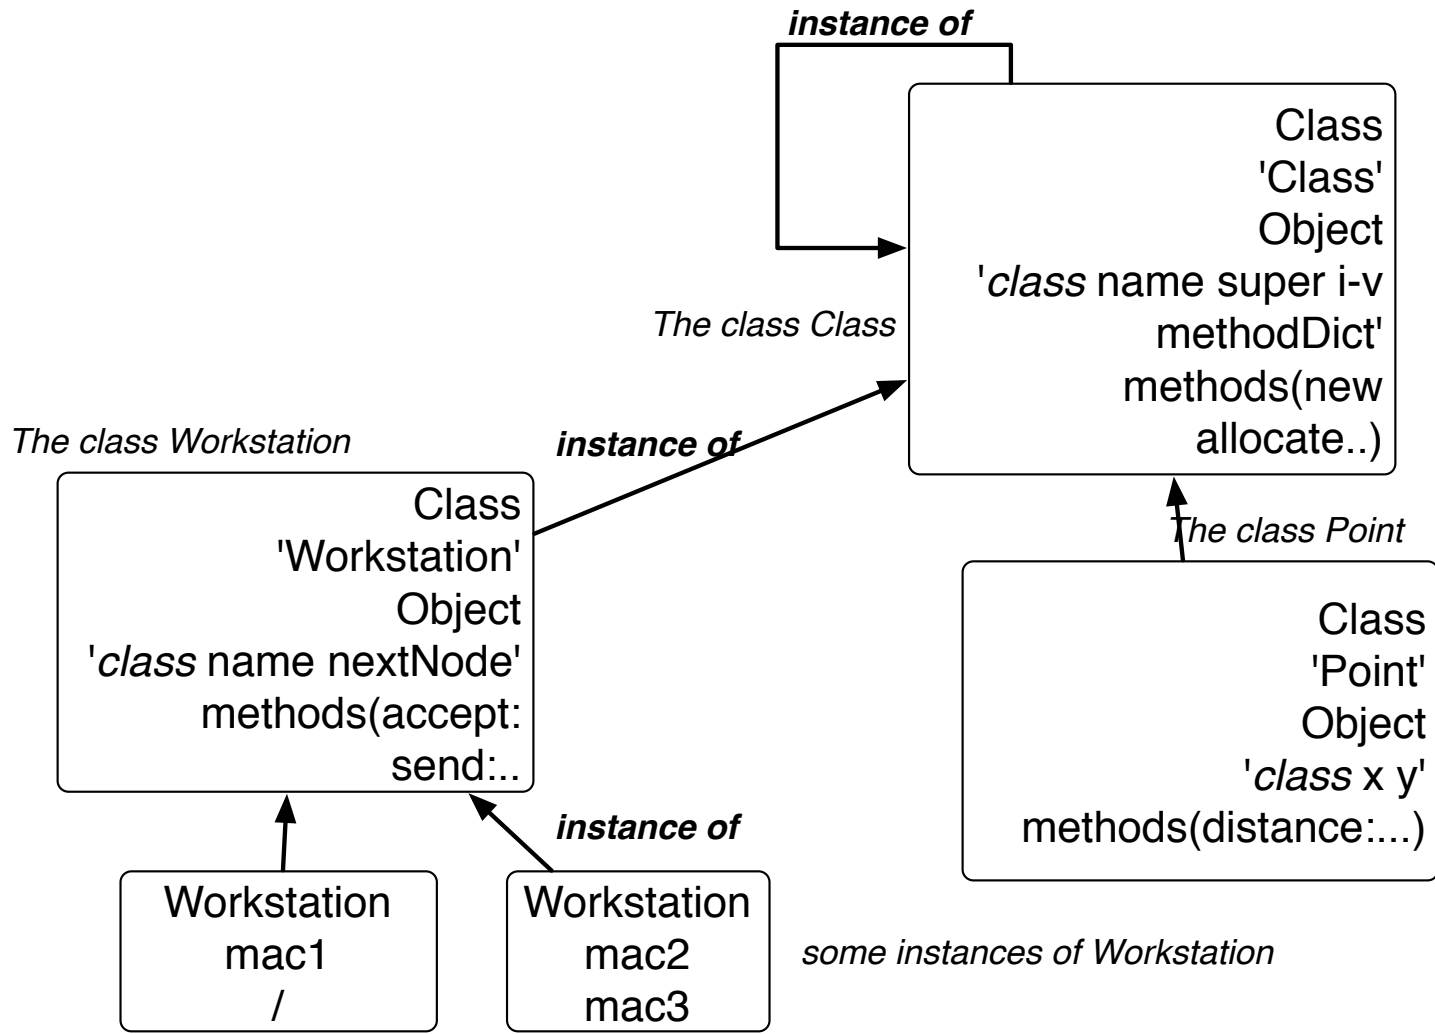 instance of
Class
'Class'
Object
'class name super i-v
methodDict'
methods(new
allocate..)
The class Class
The class Workstation
instance of
Class
'Workstation'
Object
'class name nextNode'
methods(accept:
send:..
The class Point
Class
'Point'
Object
'class x y'
methods(distance:...)
instance of
Workstation
mac1
/
Workstation
mac2
mac3
some instances of Workstation